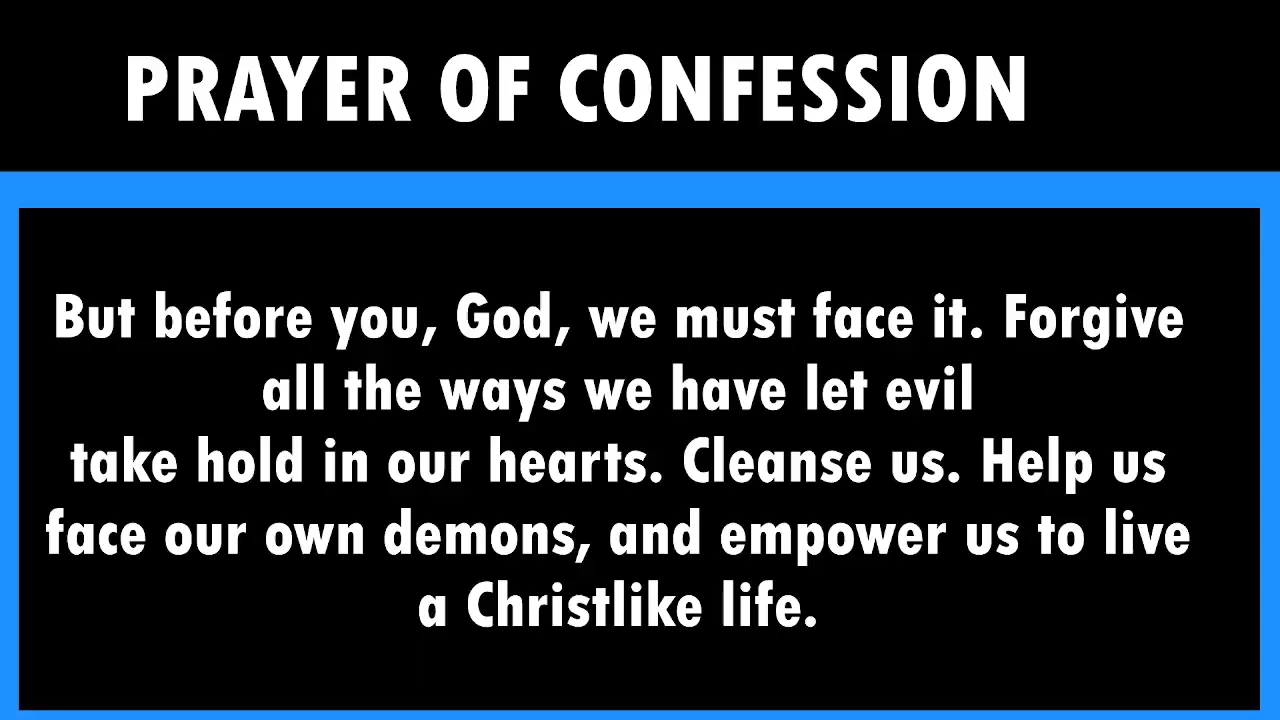 PRAYER OF CONFESSION
But before you, God, we must face it. Forgive
all the ways we have let evil
take hold in our hearts. Cleanse us. Help us
face our own demons, and empower us to live
a Christlike life.